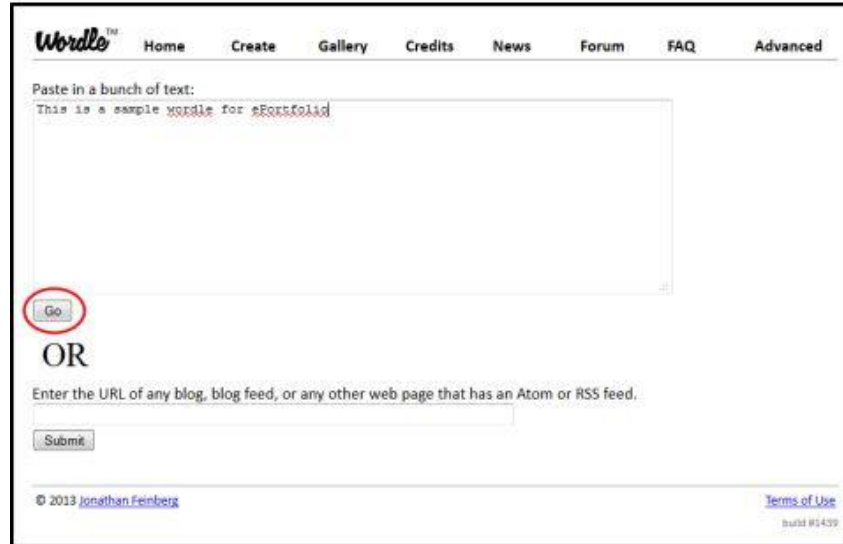 Wordle™ Home Create Gallery Credits News Forum FAQ Advanced
Paste in a bunch of text:
This is a sample wordle for ePortfolio
Go
OR
Enter the URL of any blog, blog feed, or any other web page that has an Atom or RSS feed.
Submit
© 2013 Jonathan Feinberg Terms of Use
build #1439